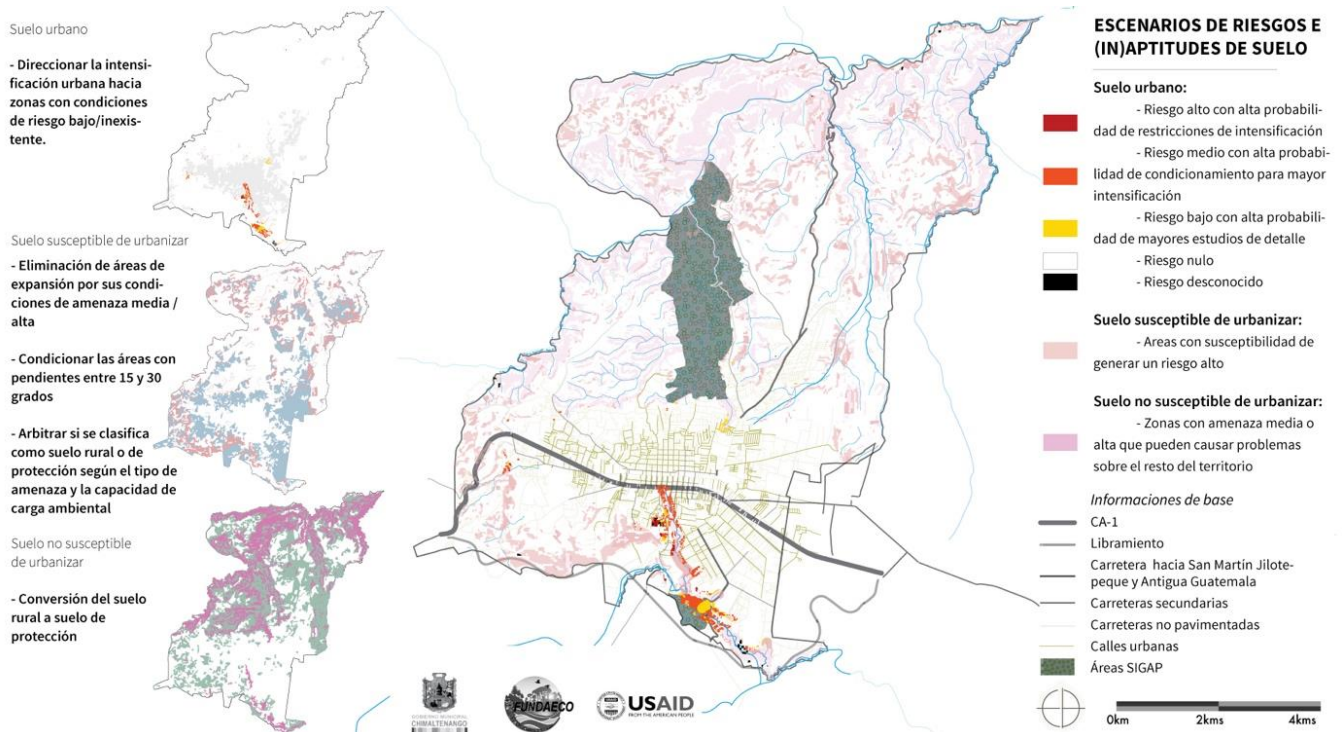 Suelo urbano
- Direccionar la intensi-
ficación urbana hacia
zonas con condiciones
de riesgo bajo/inexis-
tente.
Suelo susceptible de urbanizar
- Eliminación de áreas de
expansión por sus condi-
ciones de amenaza media /
alta
- Condicionar las áreas con
pendientes entre 15 y 30
grados
- Arbitrar si se clasifica
como suelo rural o de
protección según el tipo de
amenaza y la capacidad de
carga ambiental
Suelo no susceptible
de urbanizar
- Conversión del suelo
rural a suelo de
protección
GOBIERNO MUNICIPAL
CHIMALTENANGO
FUNDAECO
USAID
FROM THE AMERICAN PEOPLE
ESCENARIOS DE RIESGOS E
(IN)APTITUDES DE SUELO
Suelo urbano:
- Riesgo alto con alta probabili-
dad de restricciones de intensificación
- Riesgo medio con alta probabi-
lidad de condicionamiento para mayor
intensificación
- Riesgo bajo con alta probabili-
dad de mayores estudios de detalle
- Riesgo nulo
- Riesgo desconocido
Suelo susceptible de urbanizar:
- Areas con susceptibilidad de
generar un riesgo alto
Suelo no susceptible de urbanizar:
- Zonas con amenaza media o
alta que pueden causar problemas
sobre el resto del territorio
Informaciones de base
CA-1
Libramiento
Carretera hacia San Martín Jilote-
peque y Antigua Guatemala
Carreteras secundarias
Carreteras no pavimentadas
Calles urbanas
Áreas SIGAP
0km 2kms 4kms